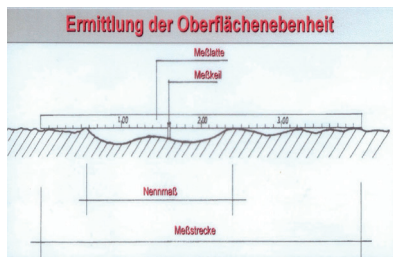 Ermittlung der Oberflächenebenheit
Meßlatte
Meßkeil
1,00 2,00 3,00
Nennmaß
Meßstrecke